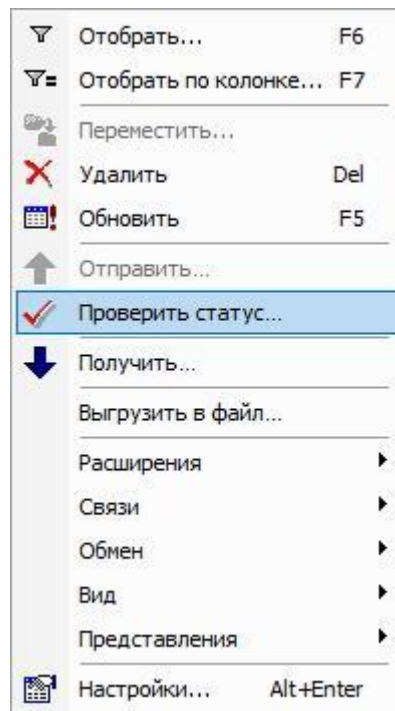 Отобрать... F6
Отобрать по колонке... F7
Переместить...
Удалить Del
Обновить F5
Отправить...
Проверить статус...
Получить...
Выгрузить в файл...
Расширения
Связи
Обмен
Вид
Представления
Настройки... Alt+Enter